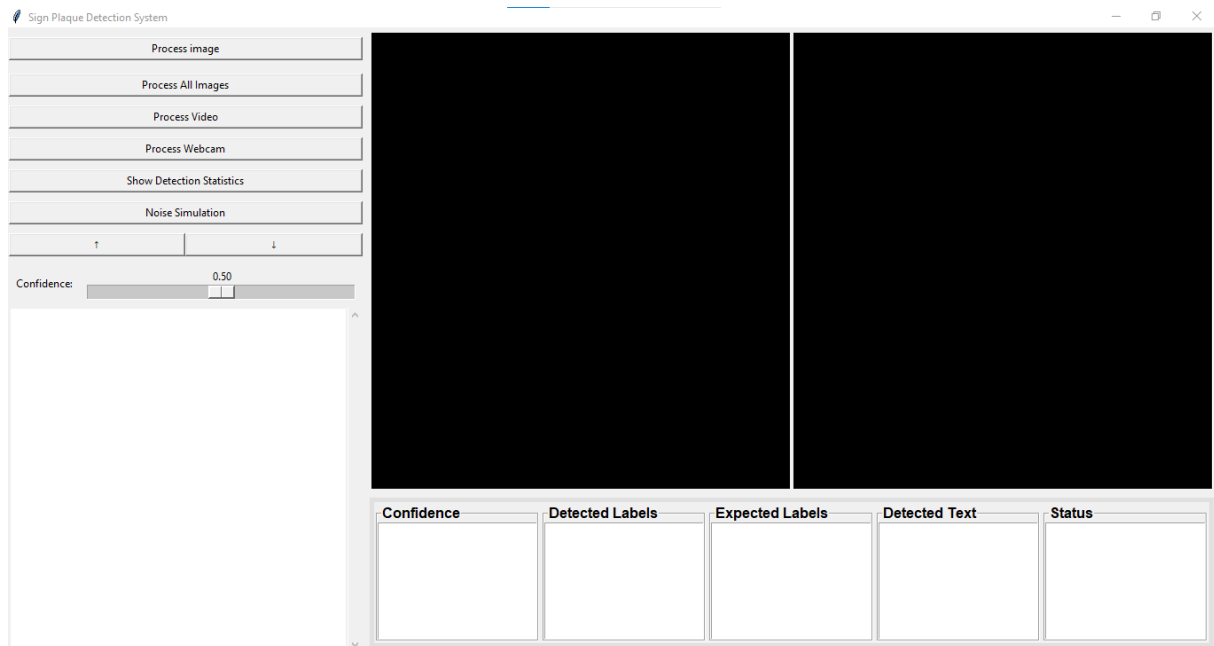 Sign Plaque Detection System
Process image
Process All Images
Process Video
Process Webcam
Show Detection Statistics
Noise Simulation
↑ ↓
0.50
Confidence:
Confidence Detected Labels Expected Labels Detected Text Status